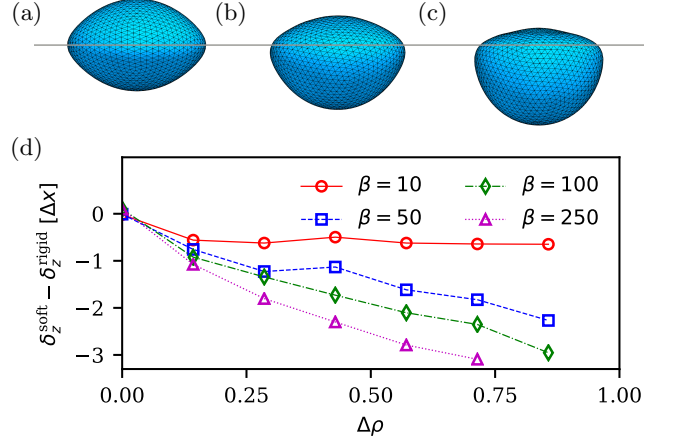 (a) (b) (c)
(d)
β = 10 β = 100
β = 50 β = 250
δ_z^soft − δ_z^rigid [Δx]
0
−1
−2
−3
0.00 0.25 0.50 0.75 1.00
Δρ